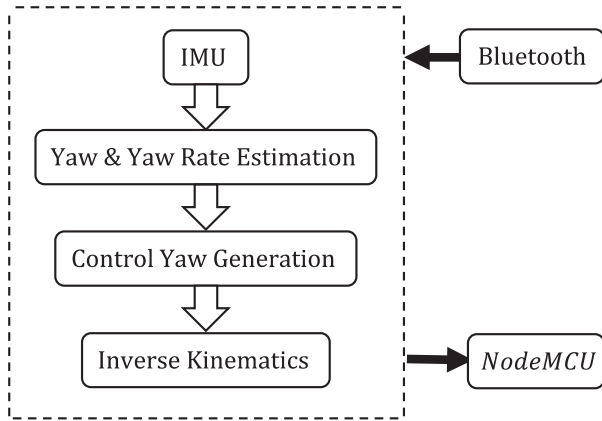 IMU
Bluetooth
Yaw & Yaw Rate Estimation
Control Yaw Generation
Inverse Kinematics
NodeMCU